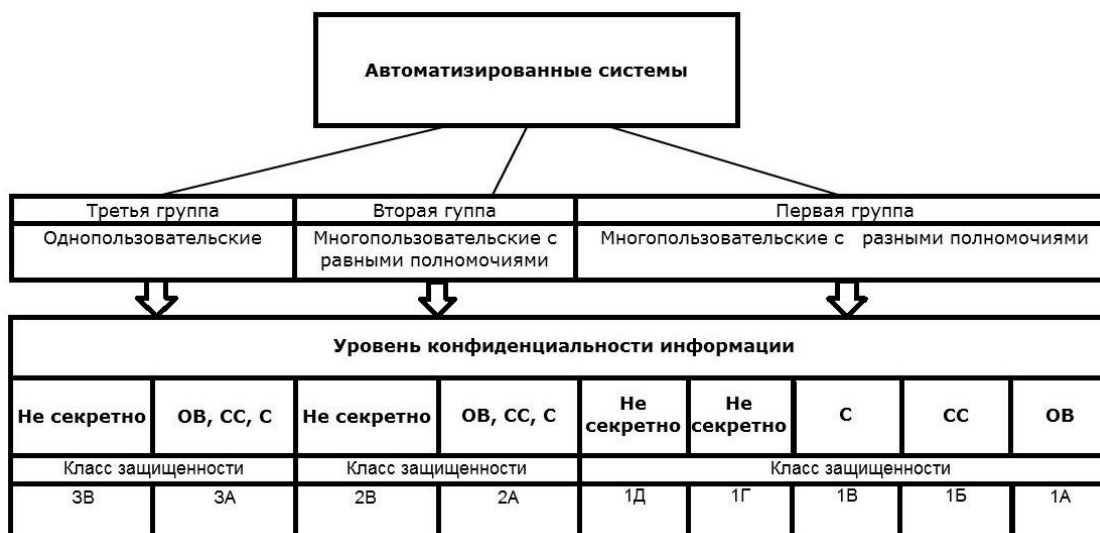 Автоматизированные системы
Третья группа
Вторая гуппа
Первая группа
Однопользовательские
Многопользовательские с
равными полномочиями
Многопользовательские с разными полномочиями
Уровень конфиденциальности информации
Не секретно
ОВ, СС, С
Не секретно
ОВ, СС, С
Не
секретно
Не
секретно
С
СС
ОВ
Класс защищенности
Класс защищенности
Класс защищенности
3В
3А
2В
2А
1Д
1Г
1В
1Б
1А